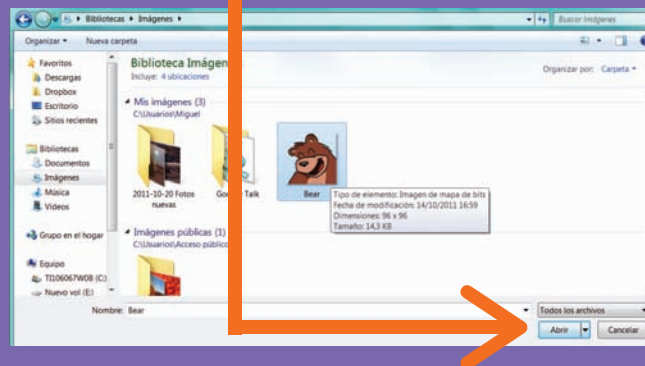 Bibliotecas ▸ Imágenes ▸
Buscar Imágenes
Organizar
Nueva carpeta
Favoritos
Descargas
Dropbox
Escritorio
Sitios recientes
Bibliotecas
Documentos
Imágenes
Música
Videos
Grupo en el hogar
Equipo
TI106067W0B (C:)
Nuevo vol (E:)
Biblioteca Imágen
Incluye: 4 ubicaciones
Organizar por: Carpeta
Mis imágenes (3)
C:\Usuarios\Miguel
2011-10-20 Fotos
nuevas
Talk
Bear
Tipo de elemento: Imagen de mapa de bits
Fecha de modificación: 14/10/2011 16:59
Dimensiones: 96 x 96
Tamaño: 14,3 KB
Imágenes públicas (1)
C:\Usuarios\Acceso público
Nombre: Bear
Todos los archivos
Abrir
Cancelar